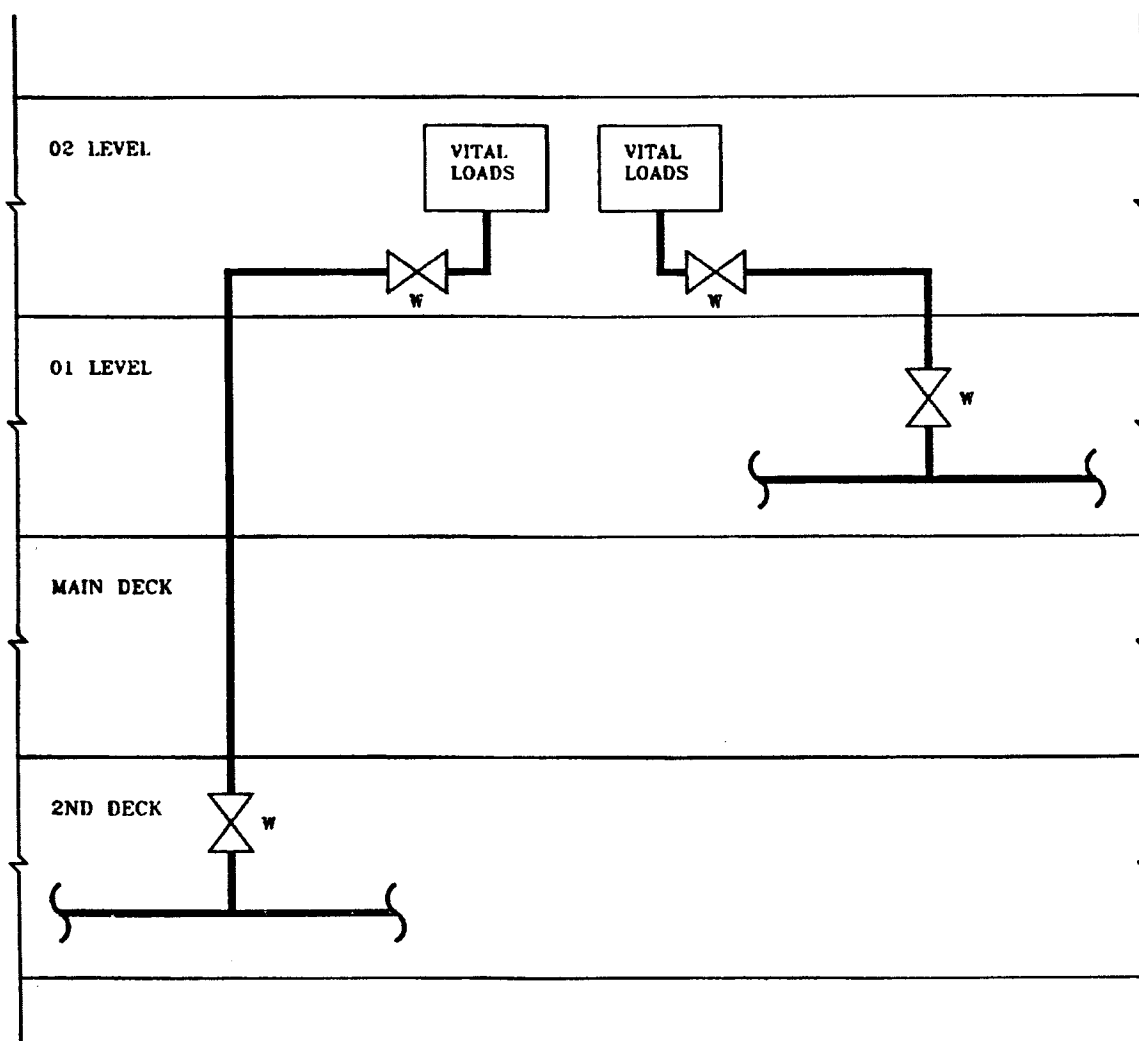 02 LEVEL
VITAL
LOADS
VITAL
LOADS
W
W
01 LEVEL
W
MAIN DECK
2ND DECK
W